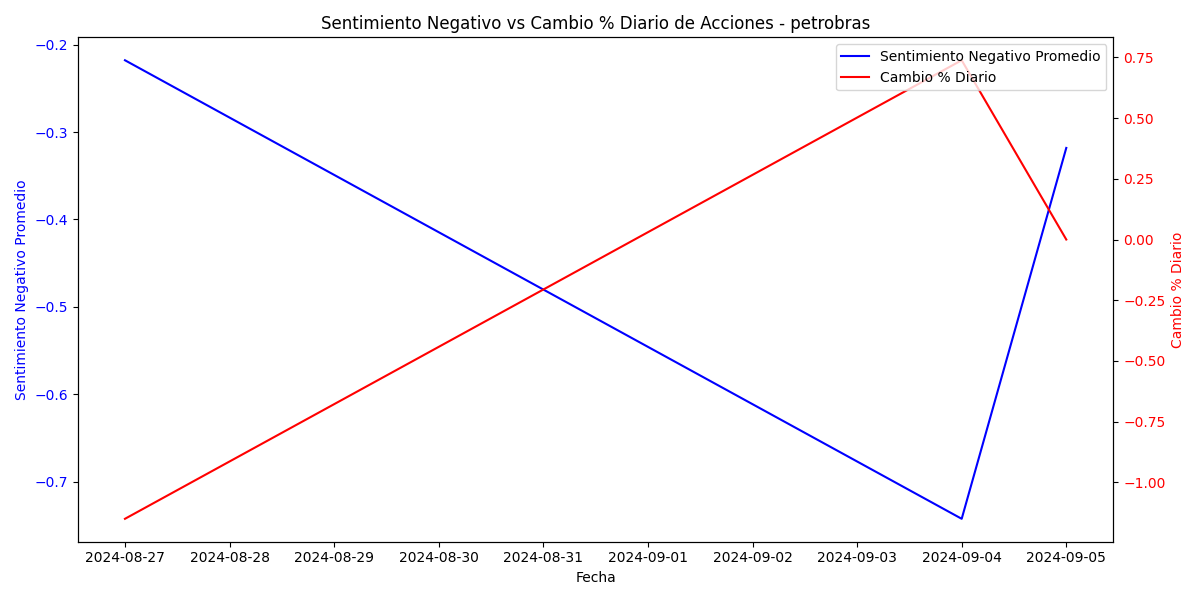 Sentimiento Negativo vs Cambio % Diario de Acciones - petrobras
Sentimiento Negativo Promedio
Cambio % Diario
Sentimiento Negativo Promedio
−0.2
−0.3
−0.4
−0.5
−0.6
−0.7
0.75
0.50
0.25
0.00
−0.25
−0.50
−0.75
−1.00
Cambio % Diario
2024-08-27 2024-08-28 2024-08-29 2024-08-30 2024-08-31 2024-09-01 2024-09-02 2024-09-03 2024-09-04 2024-09-05
Fecha